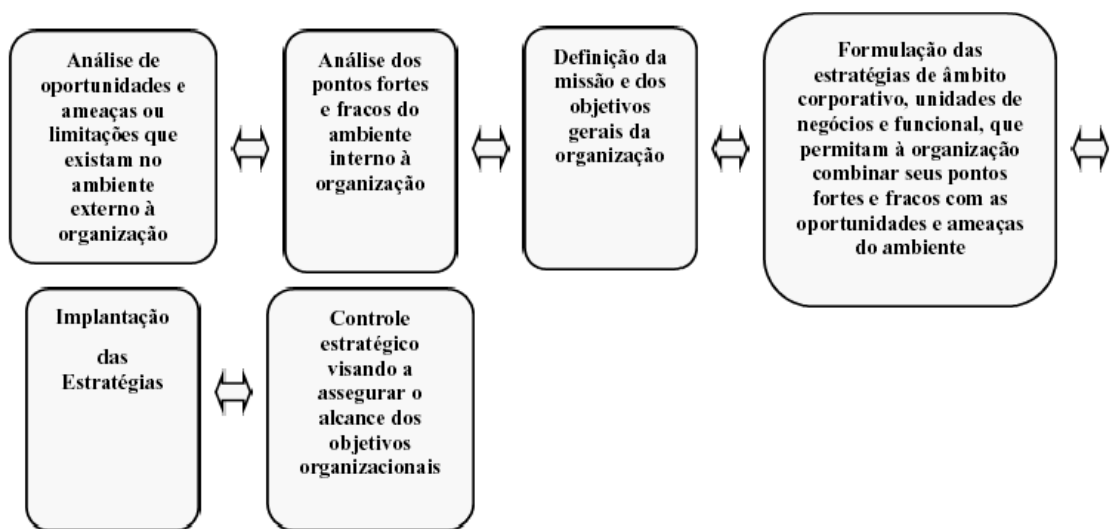 Análise de
oportunidades e
ameaças ou
limitações que
existam no
ambiente
externo à
organização
Análise dos
pontos fortes
e fracos do
ambiente
interno à
organização
Definição da
missão e dos
objetivos
gerais da
organização
Formulação das
estratégias de âmbito
corporativo, unidades de
negócios e funcional, que
permitam à organização
combinar seus pontos
fortes e fracos com as
oportunidades e ameaças
do ambiente
Implantação
das
Estratégias
Controle
estratégico
visando a
assegurar o
alcance dos
objetivos
organizacionais